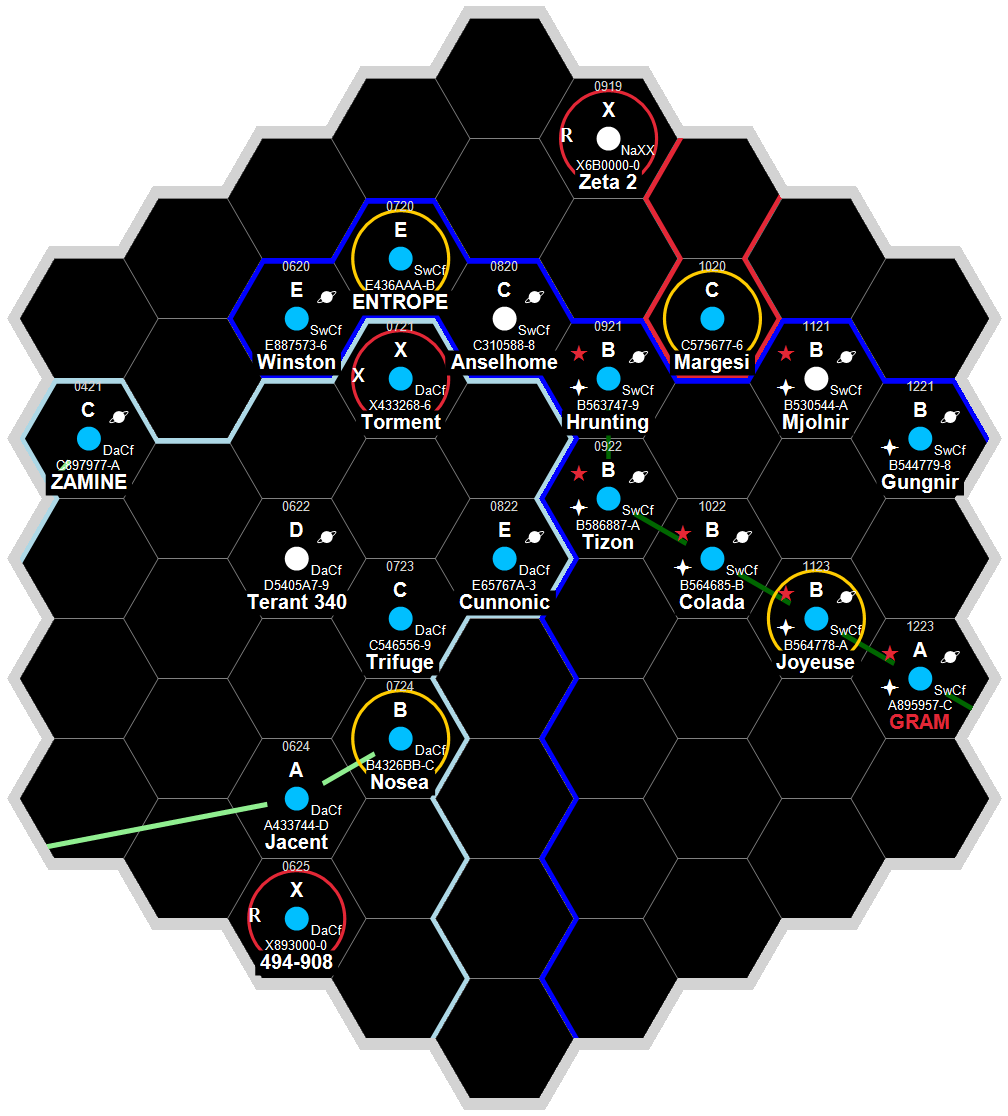 0919
X
R
NaXX
X6B0000-0
Zeta 2
0720
E
SwCf
E436AAA-B
ENTROPE
0620
E
SwCf
E887573-6
Winston
0820
C
SwCf
C310588-8
Anselhome
1020
C
C575677-6
Margesi
0721
X
X
DaCf
X433268-6
Torment
0921
B
SwCf
B563747-9
Hrunting
1121
B
SwCf
B530544-A
Mjolnir
0421
C
DaCf
C897977-A
ZAMINE
1221
B
SwCf
B544779-8
Gungnir
0922
B
SwCf
B586887-A
Tizon
0622
D
DaCf
D5405A7-9
Terant 340
0822
E
DaCf
E65767A-3
Cunnonic
1022
B
SwCf
B564685-B
Colada
0723
C
DaCf
C546556-9
Trifuge
1123
B
SwCf
B564778-A
Joyeuse
1223
A
SwCf
A895957-C
GRAM
0724
B
DaCf
B4326BB-C
Nosea
0624
A
DaCf
A433744-D
Jacent
0625
X
R
DaCf
X893000-0
494-908